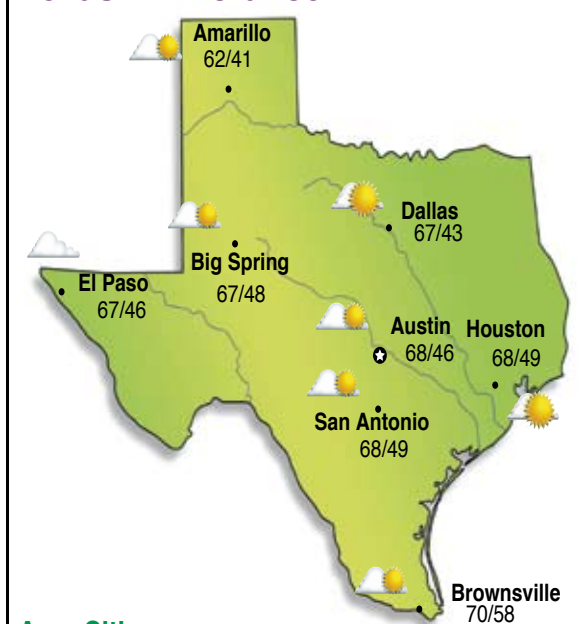 Amarillo
62/41
Dallas
67/43
Big Spring
67/48
El Paso
67/46
Austin
68/46
Houston
68/49
San Antonio
68/49
Brownsville
70/58